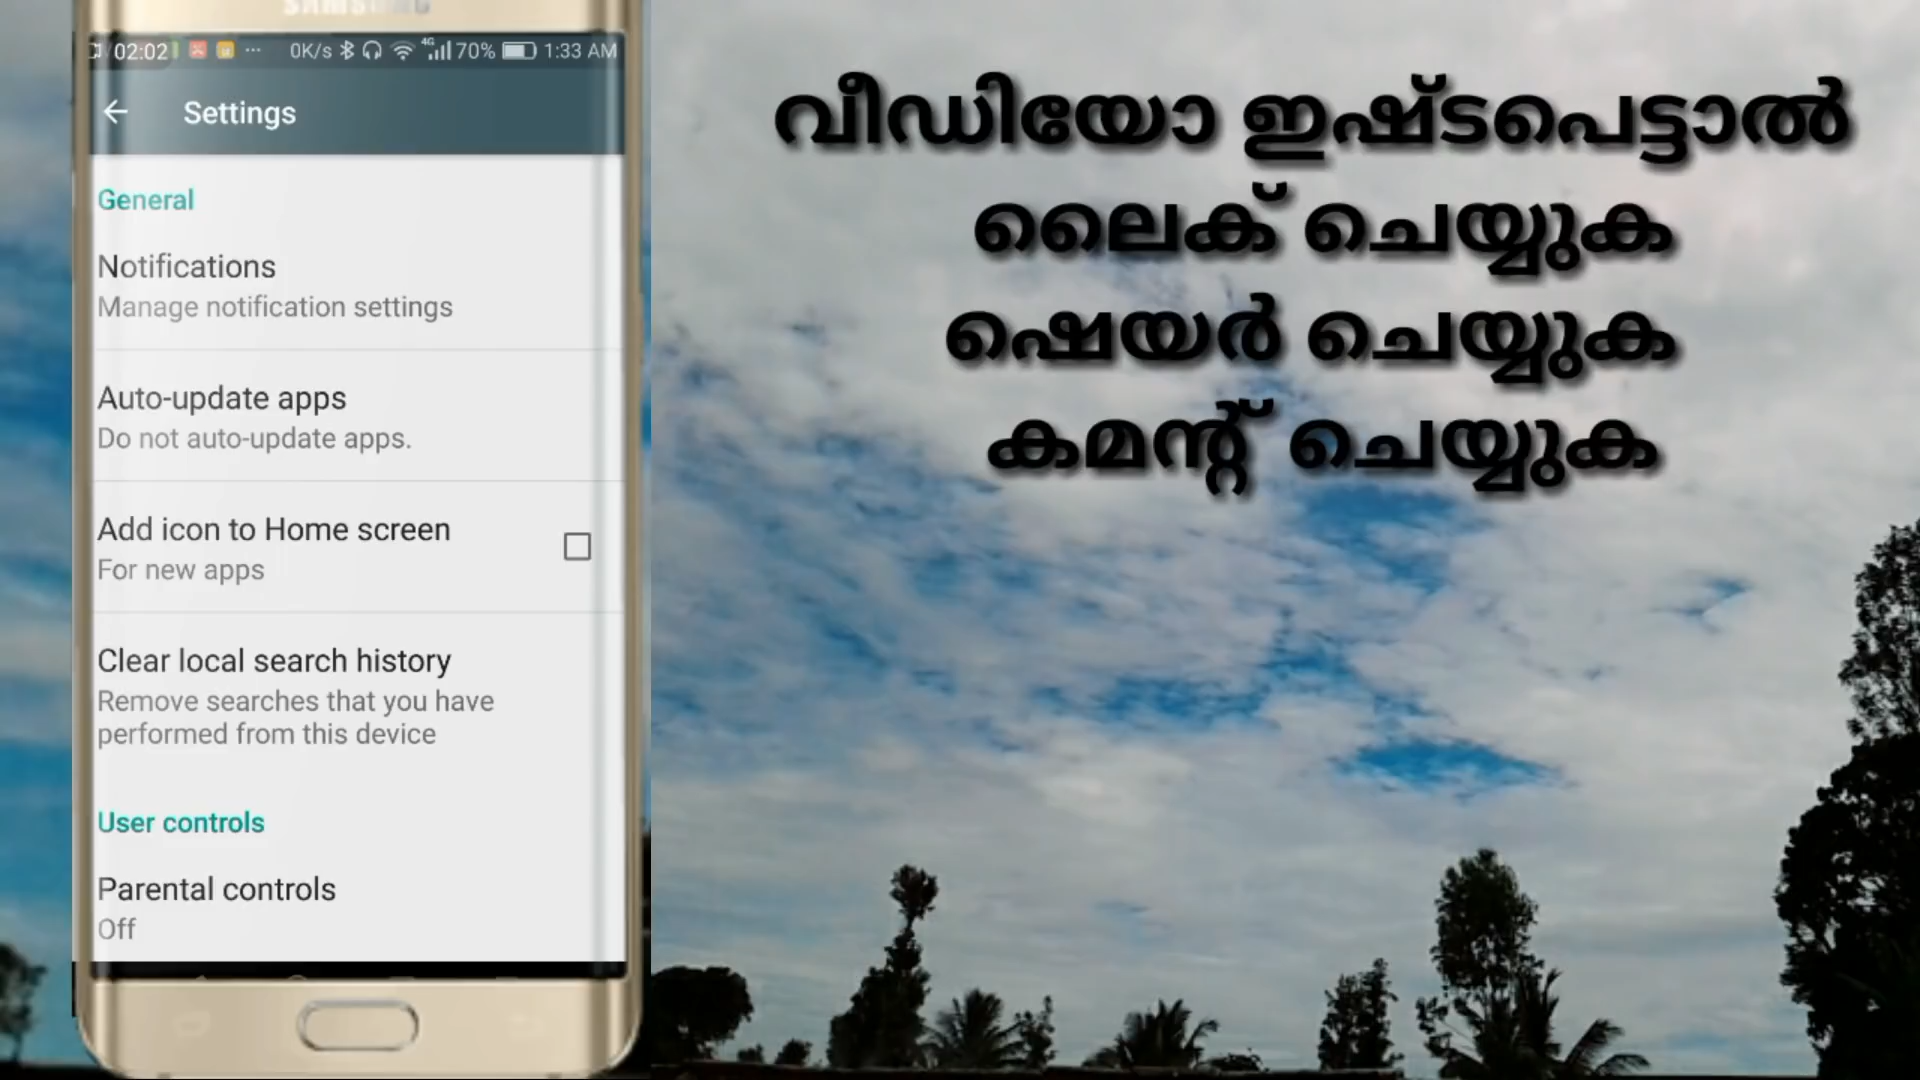 SAMSUNG
02:02 ... 0K/s 4G 70% 1:33 AM
Settings
General
Notifications
Manage notification settings
Auto-update apps
Do not auto-update apps.
Add icon to Home screen
For new apps
Clear local search history
Remove searches that you have
performed from this device
User controls
Parental controls
Off
വീഡിയോ ഇഷ്ടപെട്ടാൽ
ലൈക് ചെയ്യുക
ഷെയർ ചെയ്യുക
കമന്റ് ചെയ്യുക